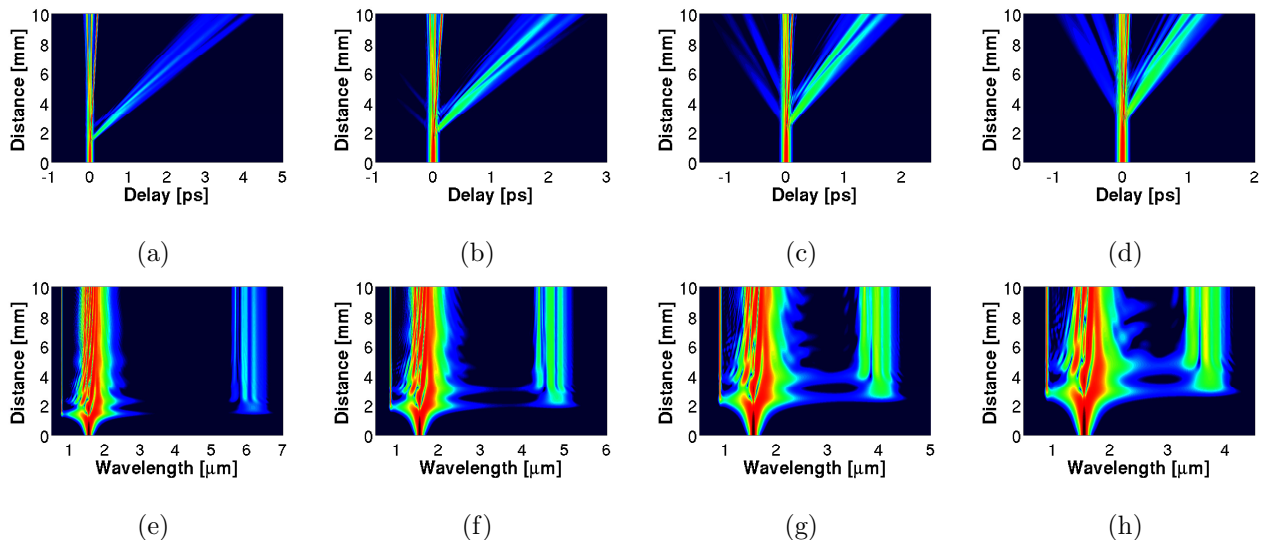 10 10 10 10
8 8 8 8
6 6 6 6
4 4 4 4
2 2 2 2
0 0 0 0
Distance [mm] Distance [mm] Distance [mm] Distance [mm]
-1 0 1 2 3 4 5 -1 0 1 2 3 -1 0 1 2 -1 0 1 2
Delay [ps] Delay [ps] Delay [ps] Delay [ps]
(a) (b) (c) (d)
10 10 10 10
8 8 8 8
6 6 6 6
4 4 4 4
2 2 2 2
0 0 0 0
Distance [mm] Distance [mm] Distance [mm] Distance [mm]
1 2 3 4 5 6 7 1 2 3 4 5 6 1 2 3 4 5 1 2 3 4
Wavelength [μm] Wavelength [μm] Wavelength [μm] Wavelength [μm]
(e) (f) (g) (h)